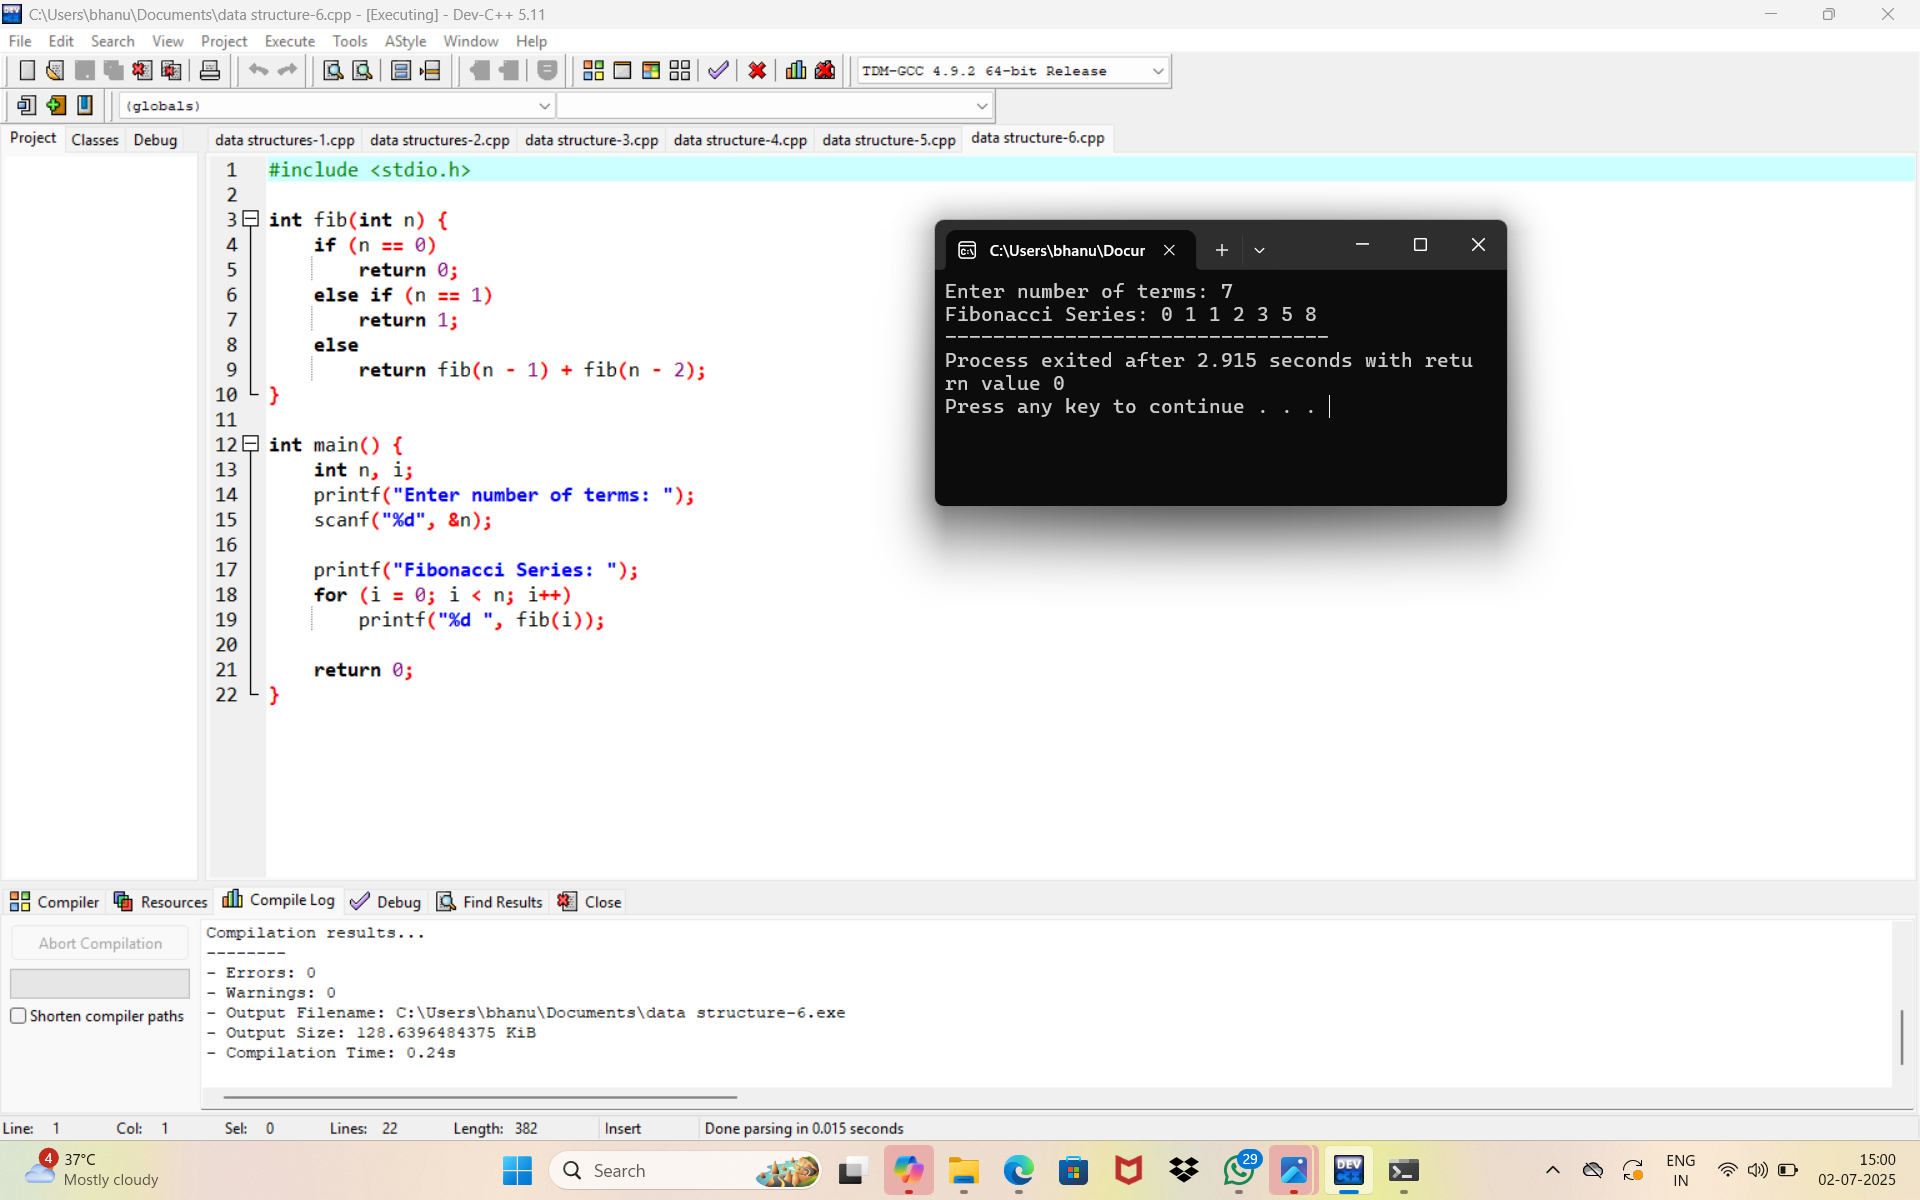 C:\Users\bhanu\Documents\data structure-6.cpp - [Executing] - Dev-C++ 5.11
File Edit Search View Project Execute Tools AStyle Window Help
TDM-GCC 4.9.2 64-bit Release
(globals)
Project Classes Debug
data structures-1.cpp data structures-2.cpp data structure-3.cpp data structure-4.cpp data structure-5.cpp data structure-6.cpp
1 #include <stdio.h>
2
3 int fib(int n) {
4 if (n == 0)
5 return 0;
6 else if (n == 1)
7 return 1;
8 else
9 return fib(n - 1) + fib(n - 2);
10 }
11
12 int main() {
13 int n, i;
14 printf("Enter number of terms: ");
15 scanf("%d", &n);
16
17 printf("Fibonacci Series: ");
18 for (i = 0; i < n; i++)
19 printf("%d ", fib(i));
20
21 return 0;
22 }
C:\Users\bhanu\Docur
Enter number of terms: 7
Fibonacci Series: 0 1 1 2 3 5 8
--------------------------------
Process exited after 2.915 seconds with retu
rn value 0
Press any key to continue . . .
Compiler Resources Compile Log Debug Find Results Close
Abort Compilation
Shorten compiler paths
Compilation results...
--------
- Errors: 0
- Warnings: 0
- Output Filename: C:\Users\bhanu\Documents\data structure-6.exe
- Output Size: 128.6396484375 KiB
- Compilation Time: 0.24s
Line: 1 Col: 1 Sel: 0 Lines: 22 Length: 382 Insert Done parsing in 0.015 seconds
4
37°C
Mostly cloudy
Search
29
DEV
ENG
IN
15:00
02-07-2025